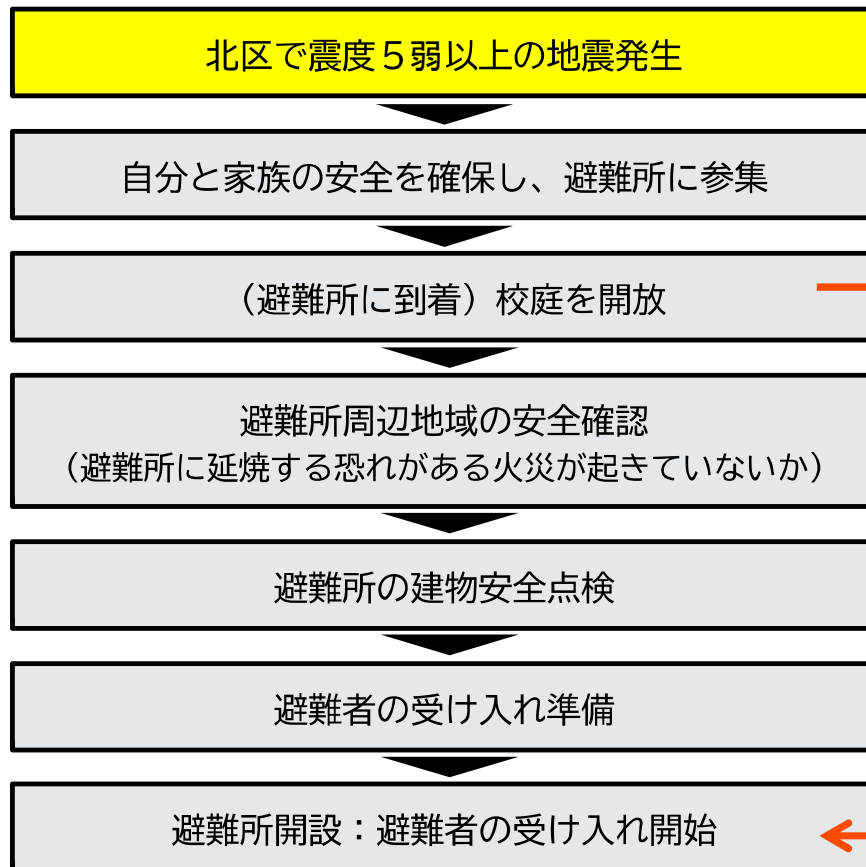 北区で震度５弱以上の地震発生
自分と家族の安全を確保し、避難所に参集
（避難所に到着）校庭を開放
避難所周辺地域の安全確認
（避難所に延焼する恐れがある火災が起きていないか）
避難所の建物安全点検
避難者の受け入れ準備
避難所開設：避難者の受け入れ開始